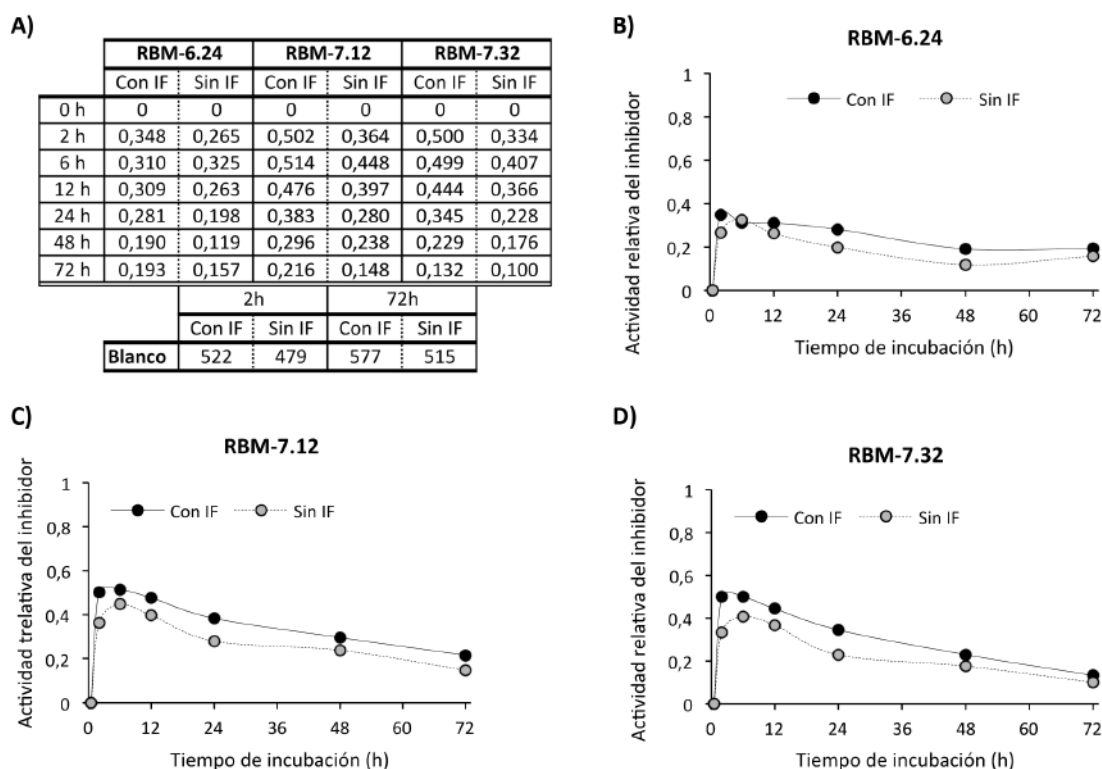 A)
RBM-6.24 RBM-7.12 RBM-7.32
Con IF Sin IF Con IF Sin IF Con IF Sin IF
0 h 0 0 0 0 0 0
2 h 0,348 0,265 0,502 0,364 0,500 0,334
6 h 0,310 0,325 0,514 0,448 0,499 0,407
12 h 0,309 0,263 0,476 0,397 0,444 0,366
24 h 0,281 0,198 0,383 0,280 0,345 0,228
48 h 0,190 0,119 0,296 0,238 0,229 0,176
72 h 0,193 0,157 0,216 0,148 0,132 0,100
2h 72h
Con IF Sin IF Con IF Sin IF
Blanco 522 479 577 515
B)
RBM-6.24
Actividad relativa del inhibidor
1
0,8
0,6
0,4
0,2
0
Con IF Sin IF
0 12 24 36 48 60 72
Tiempo de incubación (h)
C)
RBM-7.12
Actividad trelativa del inhibidor
1
0,8
0,6
0,4
0,2
0
Con IF Sin IF
0 12 24 36 48 60 72
Tiempo de incubación (h)
D)
RBM-7.32
Actividad relativa del inhibidor
1
0,8
0,6
0,4
0,2
0
Con IF Sin IF
0 12 24 36 48 60 72
Tiempo de incubación (h)